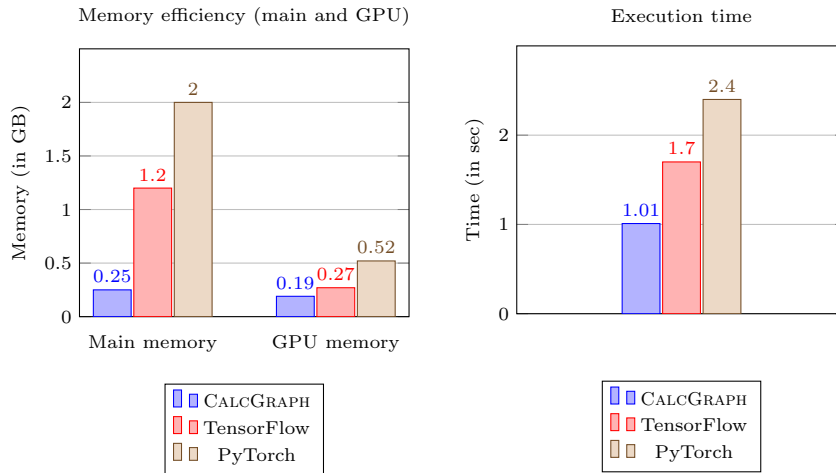 Memory efficiency (main and GPU)
Memory (in GB)
2
1.5
1
0.5
0
0.25
1.2
2
0.19
0.27
0.52
Main memory
GPU memory
CALCGRAPH
TensorFlow
PyTorch
Execution time
Time (in sec)
2
1
0
1.01
1.7
2.4
CALCGRAPH
TensorFlow
PyTorch